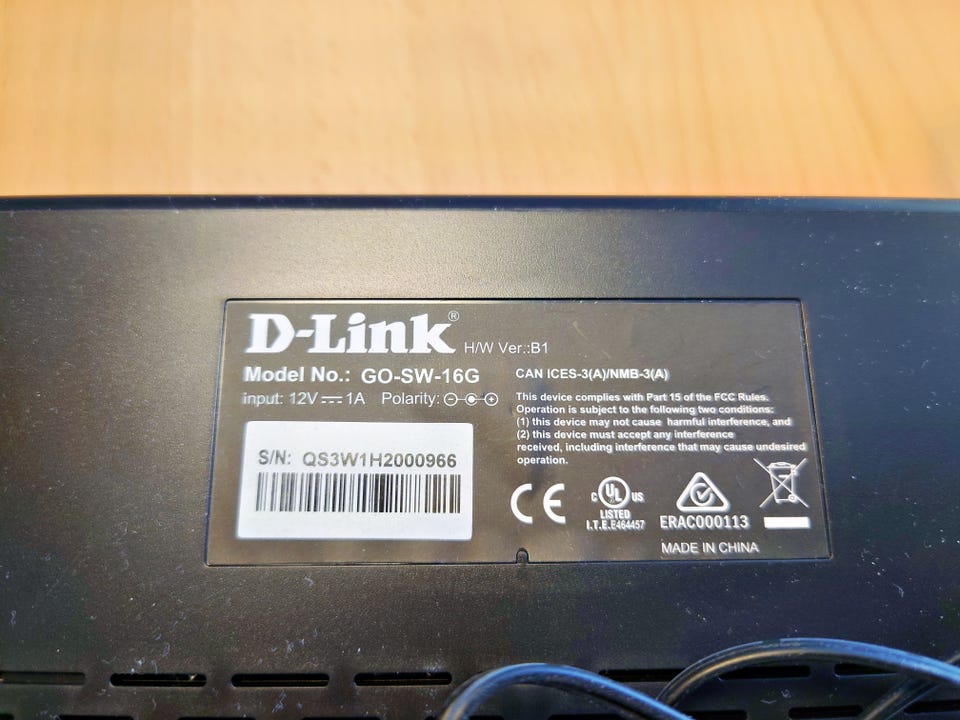 D-Link® H/W Ver.:B1
Model No.: GO-SW-16G
input: 12V⎓1A Polarity:
S/N: QS3W1H2000966
CAN ICES-3(A)/NMB-3(A)
This device complies with Part 15 of the FCC Rules.
Operation is subject to the following two conditions:
(1) this device may not cause harmful interference, and
(2) this device must accept any interference
received, including interference that may cause undesired
operation.
CE
C UL US
LISTED
I.T.E.E464457
ERAC000113
MADE IN CHINA